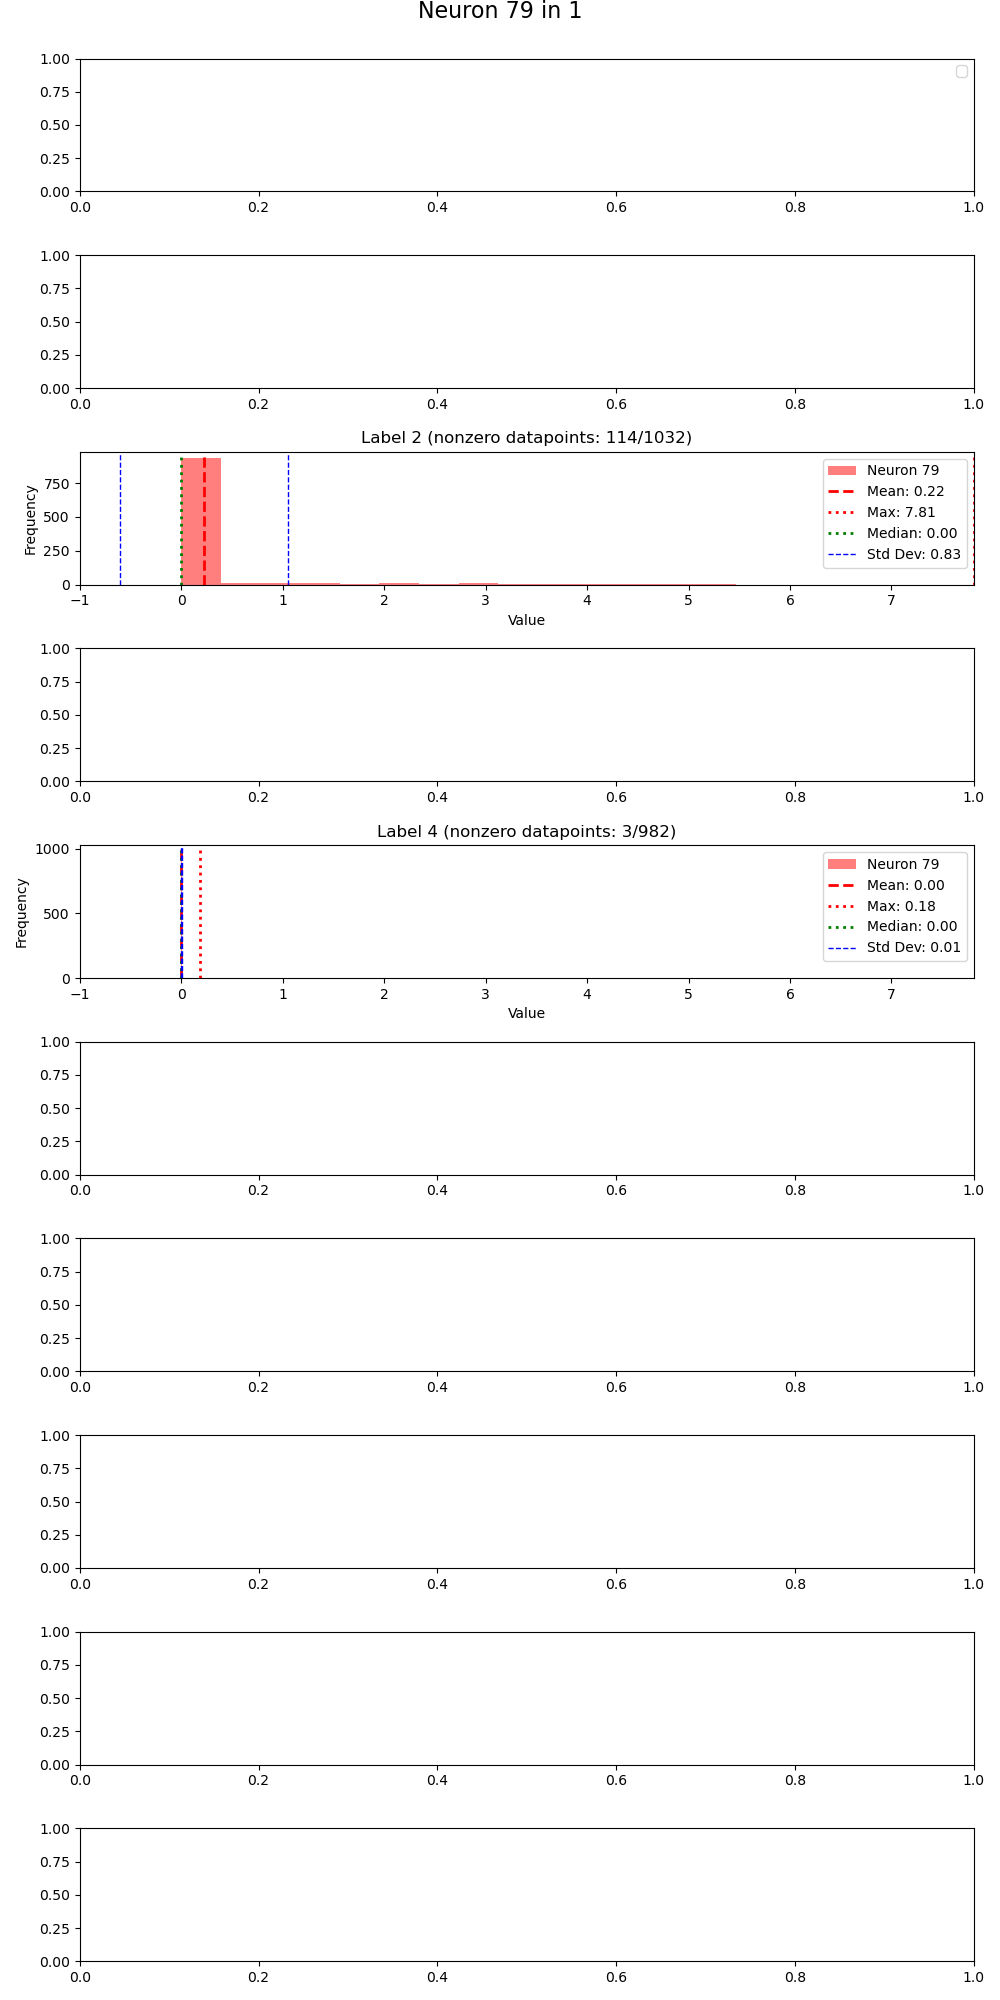 Neuron 79 in 1
1.00
0.75
0.50
0.25
0.00
0.0 0.2 0.4 0.6 0.8 1.0
1.00
0.75
0.50
0.25
0.00
0.0 0.2 0.4 0.6 0.8 1.0
Label 2 (nonzero datapoints: 114/1032)
Frequency
750
500
250
0
Neuron 79
Mean: 0.22
Max: 7.81
Median: 0.00
Std Dev: 0.83
−1 0 1 2 3 4 5 6 7
Value
1.00
0.75
0.50
0.25
0.00
0.0 0.2 0.4 0.6 0.8 1.0
Label 4 (nonzero datapoints: 3/982)
Frequency
1000
500
0
Neuron 79
Mean: 0.00
Max: 0.18
Median: 0.00
Std Dev: 0.01
−1 0 1 2 3 4 5 6 7
Value
1.00
0.75
0.50
0.25
0.00
0.0 0.2 0.4 0.6 0.8 1.0
1.00
0.75
0.50
0.25
0.00
0.0 0.2 0.4 0.6 0.8 1.0
1.00
0.75
0.50
0.25
0.00
0.0 0.2 0.4 0.6 0.8 1.0
1.00
0.75
0.50
0.25
0.00
0.0 0.2 0.4 0.6 0.8 1.0
1.00
0.75
0.50
0.25
0.00
0.0 0.2 0.4 0.6 0.8 1.0